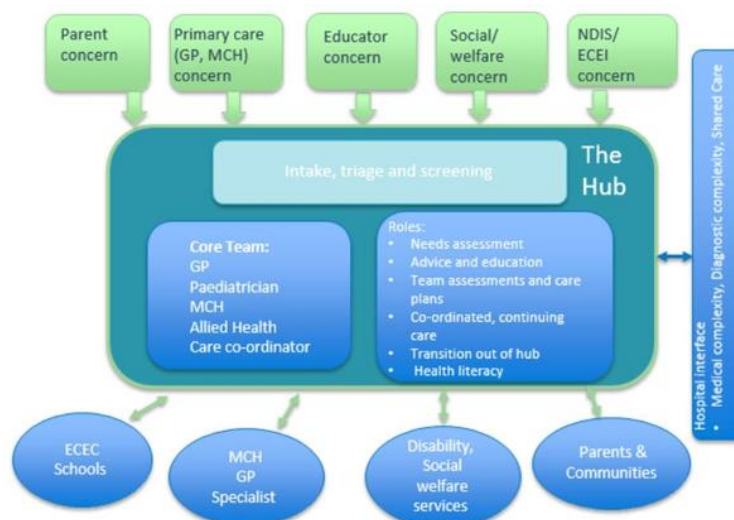 Parent
concern
Primary care
(GP, MCH)
concern
Educator
concern
Social/
welfare
concern
NDIS/
ECEI
concern
The
Hub
Intake, triage and screening
Core Team:
GP
Paediatrician
MCH
Allied Health
Care co-ordinator
Roles:
• Needs assessment
• Advice and education
• Team assessments and care
plans
• Co-ordinated, continuing
care
• Transition out of hub
• Health literacy
Hospital interface
• Medical complexity, Diagnostic complexity, Shared Care
ECEC
Schools
MCH
GP
Specialist
Disability,
Social
welfare
services
Parents &
Communities